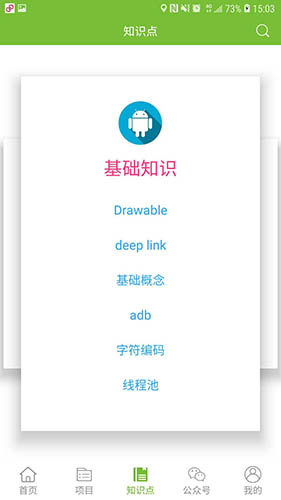 73% 15:03
知识点
基础知识
Drawable
deep link
基础概念
adb
字符编码
线程池
首页 项目 知识点 公众号 我的